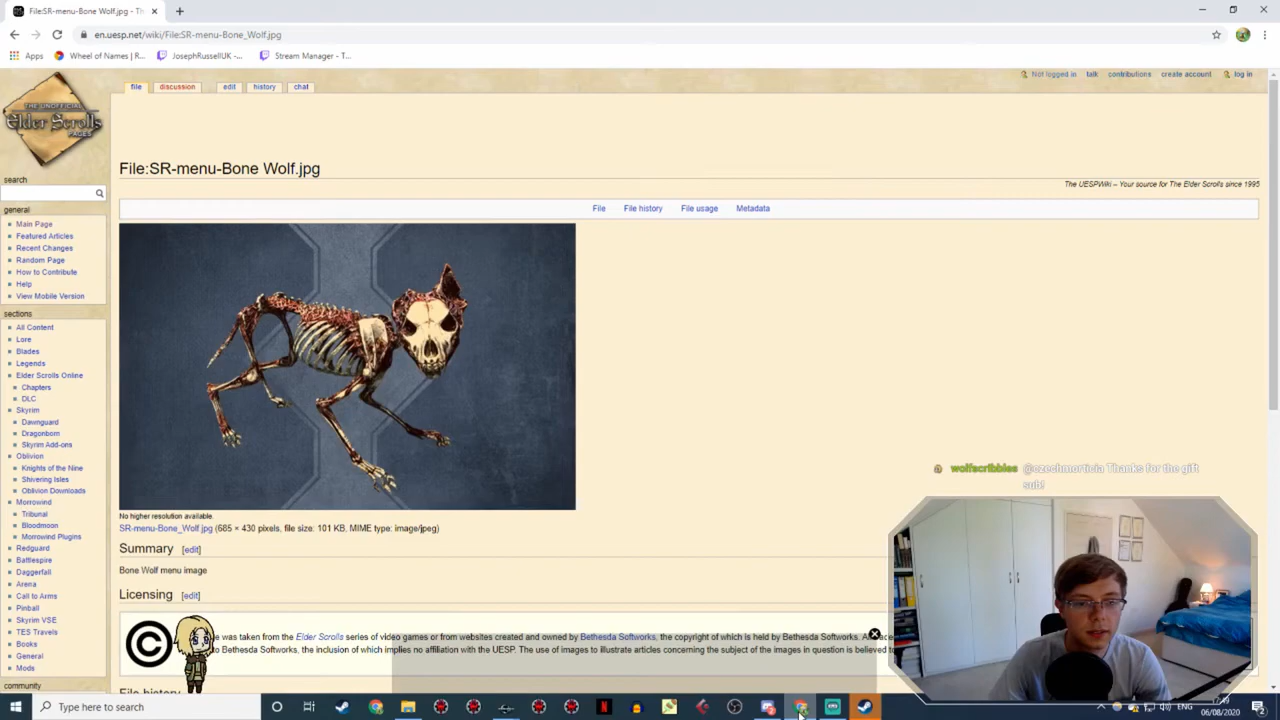 File:SR-menu-Bone Wolf.jpg - Th
en.uesp.net/wiki/File:SR-menu-Bone_Wolf.jpg
Apps
Wheel of Names | R...
JosephRussellUK -...
Stream Manager - T...
Not logged in talk contributions create account log in
file discussion edit history chat
THE UNOFFICIAL
Elder Scrolls
PAGES
File:SR-menu-Bone Wolf.jpg
The UESPWiki – Your source for The Elder Scrolls since 1995
File File history File usage Metadata
search
general
Main Page
Featured Articles
Recent Changes
Random Page
How to Contribute
Help
View Mobile Version
sections
All Content
Lore
Blades
Legends
Elder Scrolls Online
Chapters
DLC
Skyrim
Dawnguard
Dragonborn
Skyrim Add-ons
Oblivion
Knights of the Nine
Shivering Isles
Oblivion Downloads
Morrowind
Tribunal
Bloodmoon
Morrowind Plugins
Redguard
Battlespire
Daggerfall
Arena
Call to Arms
Pinball
Skyrim VSE
TES Travels
Books
General
Mods
community
No higher resolution available.
SR-menu-Bone_Wolf.jpg (685 × 430 pixels, file size: 101 KB, MIME type: image/jpeg)
Summary [edit]
Bone Wolf menu image
Licensing [edit]
was taken from the Elder Scrolls series of video games or from websites created and owned by Bethesda Softworks, the copyright of which is held by Bethesda Softworks.
to Bethesda Softworks, the inclusion of which implies no affiliation with the UESP. The use of images to illustrate articles concerning the subject of the images in question is believed to
File history
wolfscribbles @czechmorticia Thanks for the gift
sub!
Type here to search
ENG
17:49
06/08/2020
2